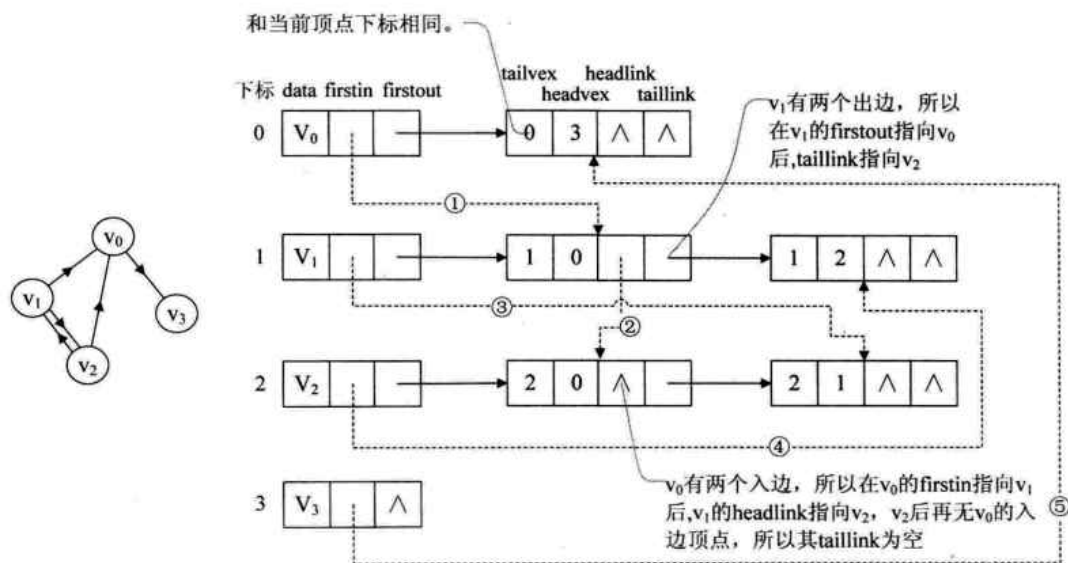 和当前顶点下标相同。
tailvex headlink
headvex taillink
下标 data firstin firstout
0 V₀ 0 3 ∧ ∧
v₁有两个出边，所以
在v₁的firstout指向v₀
后,taillink指向v₂
①
1 V₁ 1 0 1 2 ∧ ∧
③
②
2 V₂ 2 0 ∧ 2 1 ∧ ∧
④
3 V₃ ∧
v₀有两个入边，所以在v₀的firstin指向v₁
后,v₁的headlink指向v₂，v₂后再无v₀的入
边顶点，所以其taillink为空
⑤
v₀
v₁
v₃
v₂